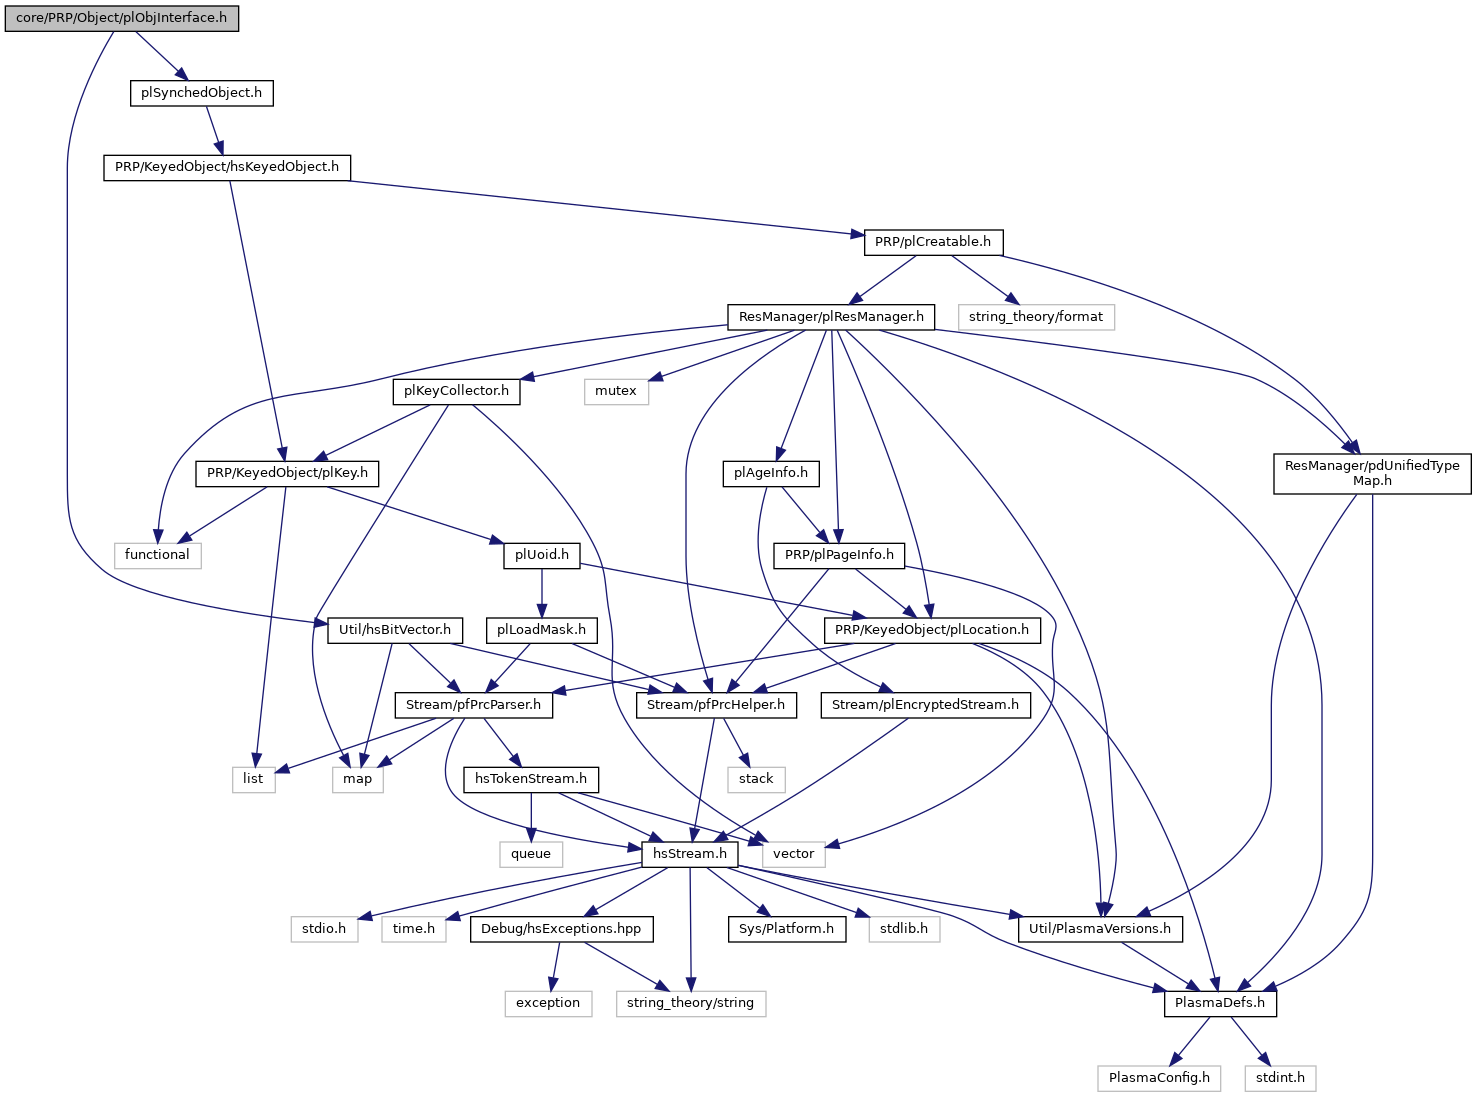 core/PRP/Object/plObjInterface.h
plSynchedObject.h
PRP/KeyedObject/hsKeyedObject.h
PRP/plCreatable.h
ResManager/plResManager.h
string_theory/format
plKeyCollector.h
mutex
PRP/KeyedObject/plKey.h
plAgeInfo.h
ResManager/pdUnifiedType
Map.h
functional
plUoid.h
PRP/plPageInfo.h
Util/hsBitVector.h
plLoadMask.h
PRP/KeyedObject/plLocation.h
Stream/pfPrcParser.h
Stream/pfPrcHelper.h
Stream/plEncryptedStream.h
list
map
hsTokenStream.h
stack
queue
hsStream.h
vector
stdio.h
time.h
Debug/hsExceptions.hpp
Sys/Platform.h
stdlib.h
Util/PlasmaVersions.h
exception
string_theory/string
PlasmaDefs.h
PlasmaConfig.h
stdint.h